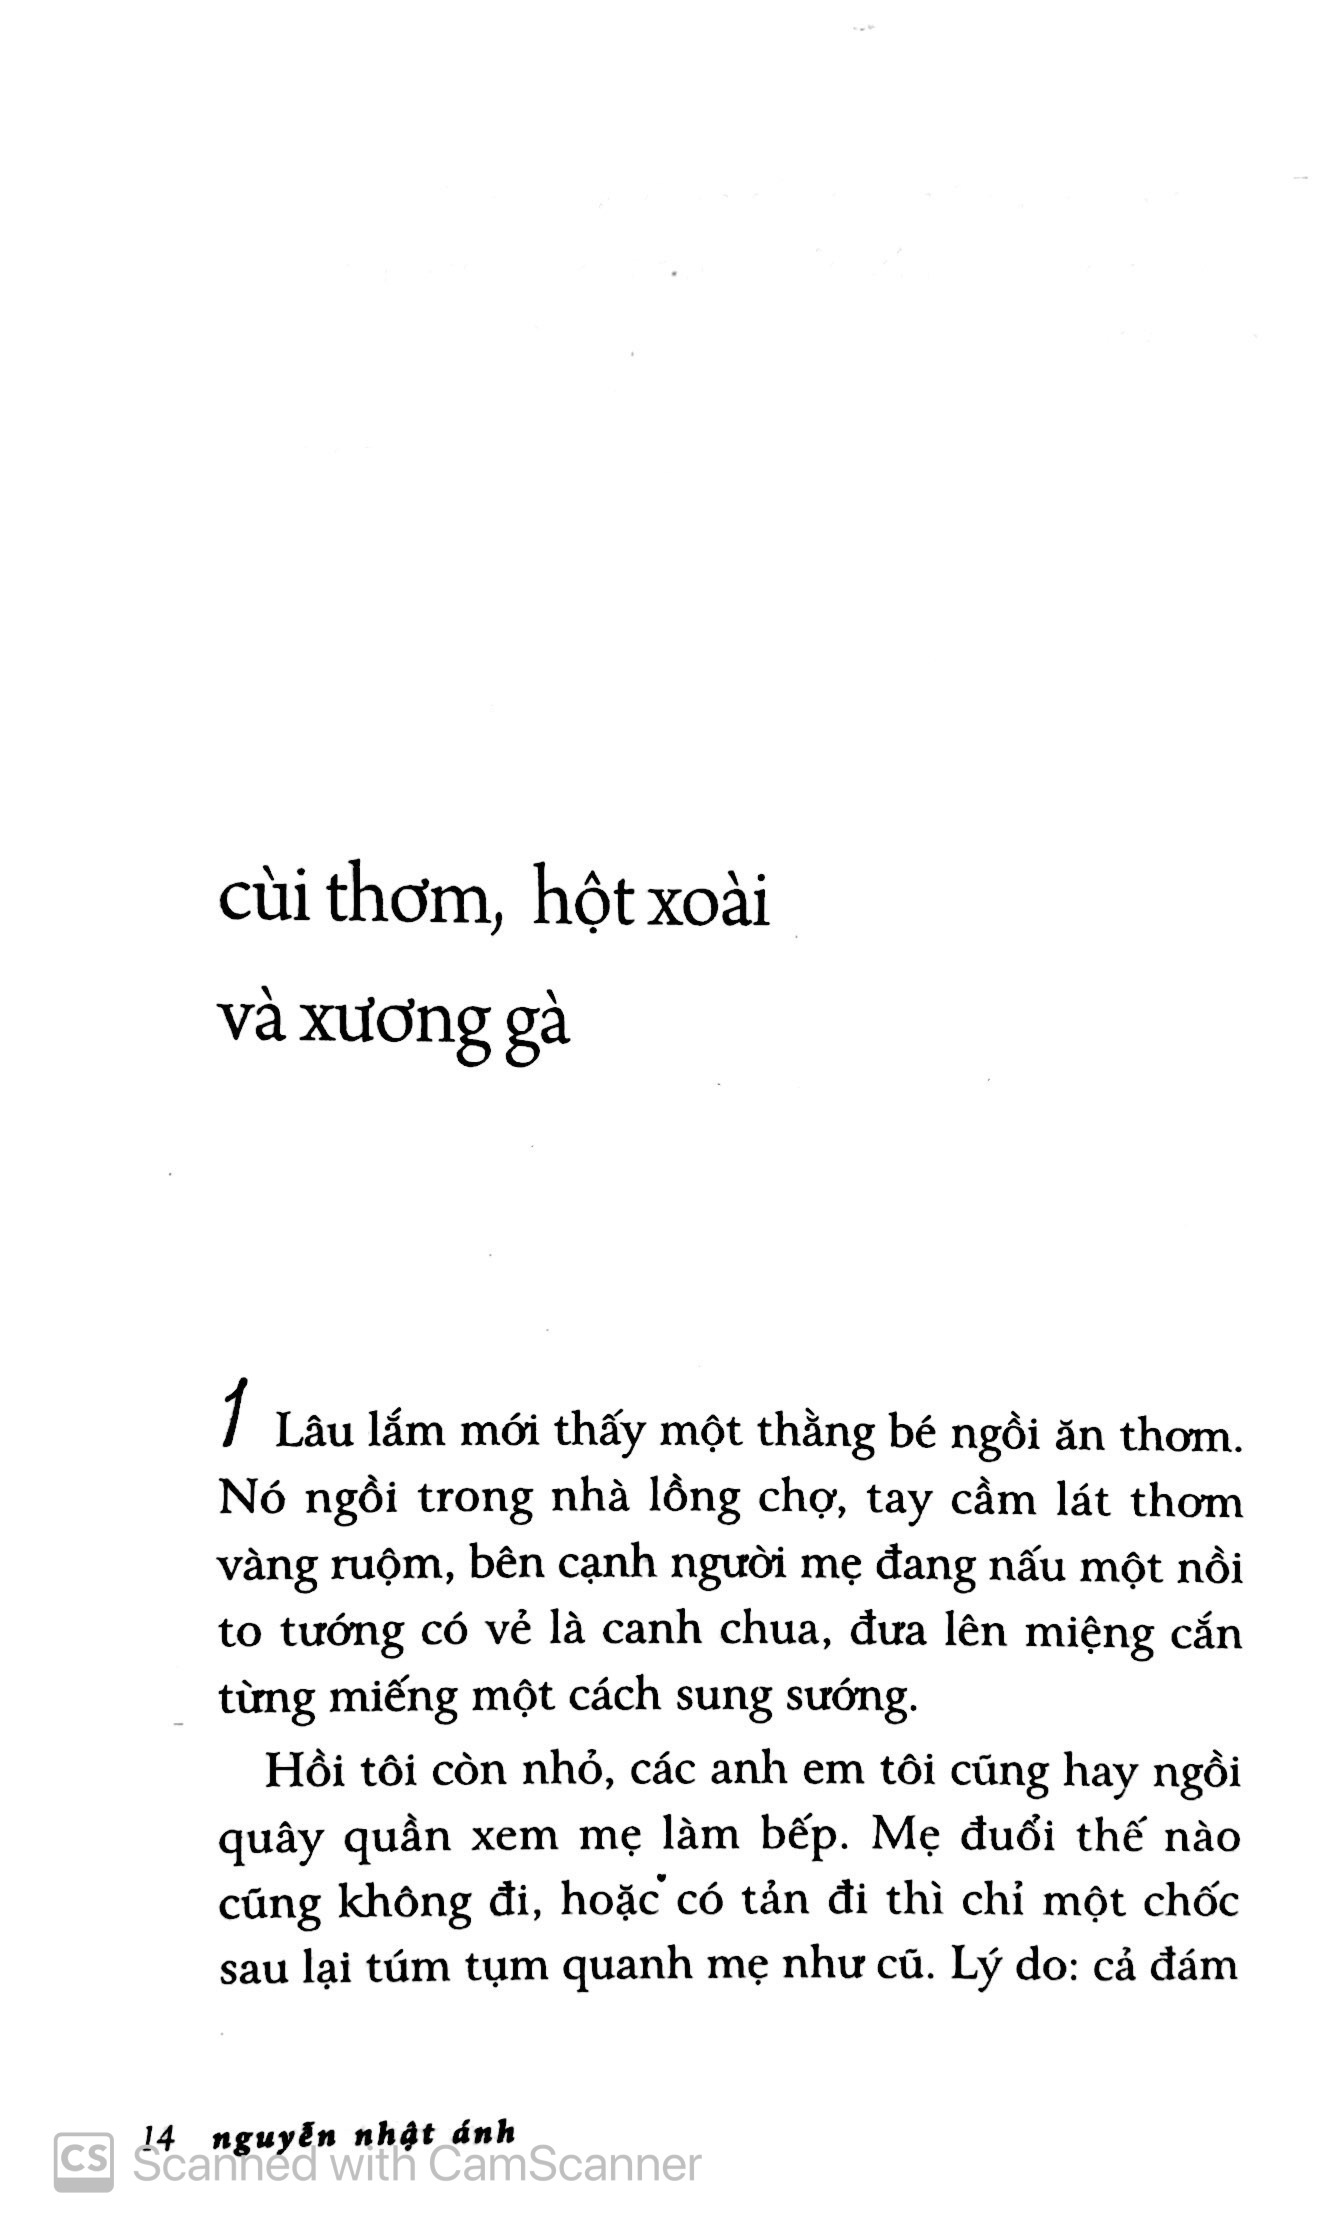 cùi thơm, hột xoài
và xương gà
1 Lâu lắm mới thấy một thằng bé ngồi ăn thơm.
Nó ngồi trong nhà lồng chợ, tay cầm lát thơm
vàng ruộm, bên cạnh người mẹ đang nấu một nồi
to tướng có vẻ là canh chua, đưa lên miệng cắn
từng miếng một cách sung sướng.
Hồi tôi còn nhỏ, các anh em tôi cũng hay ngồi
quây quần xem mẹ làm bếp. Mẹ đuổi thế nào
cũng không đi, hoặc có tản đi thì chỉ một chốc
sau lại túm tụm quanh mẹ như cũ. Lý do: cả đám
14 nguyễn nhật ánh
CS Scanned with CamScanner